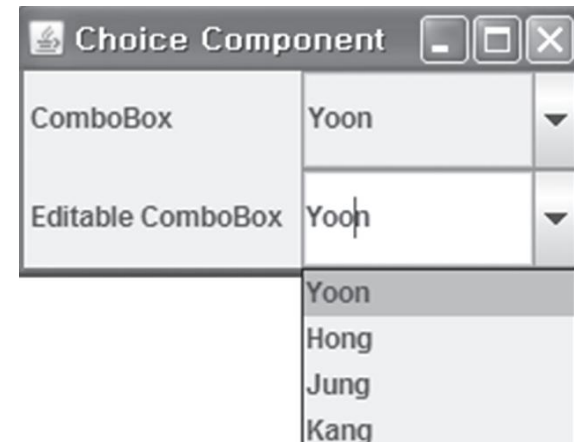 Choice Component
ComboBox Yoon
Editable ComboBox Yoon
Yoon
Hong
Jung
Kang